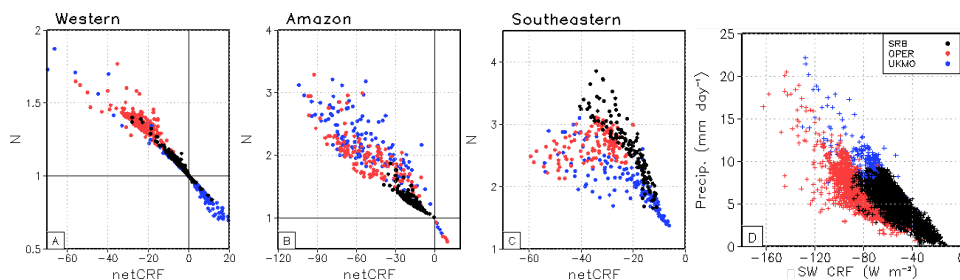 Western
2
1.5
1
0.5
N
A
−60 −40 −20 0 20
netCRF
Amazon
4
3
2
1
N
B
−120 −90 −60 −30 0
netCRF
Southeastern
4
3
2
N
C
−80 −60 −40 −20 0
netCRF
SRB
OPER
UKMO
25
20
15
10
5
0
Precip. (mm day⁻¹)
D
−160 −120 −80 −40 0
SW CRF (W m⁻²)